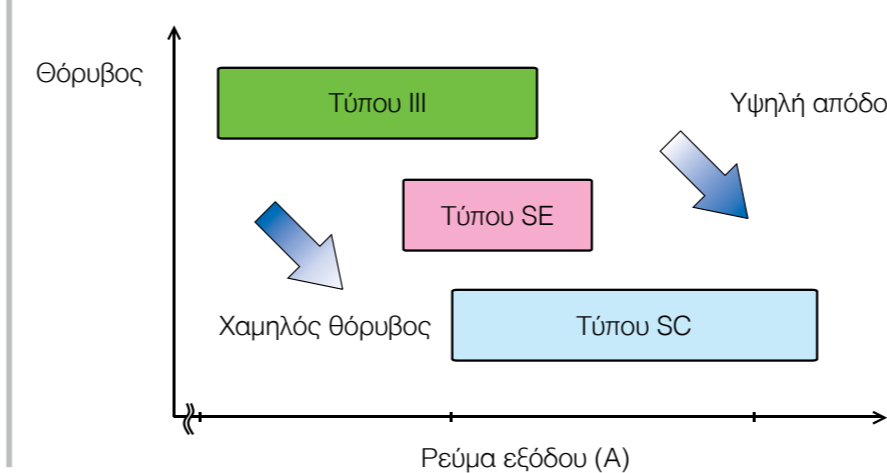 Θόρυβος
Τύπου III
Υψηλή απόδο
Τύπου SE
Χαμηλός θόρυβος
Τύπου SC
Ρεύμα εξόδου (A)